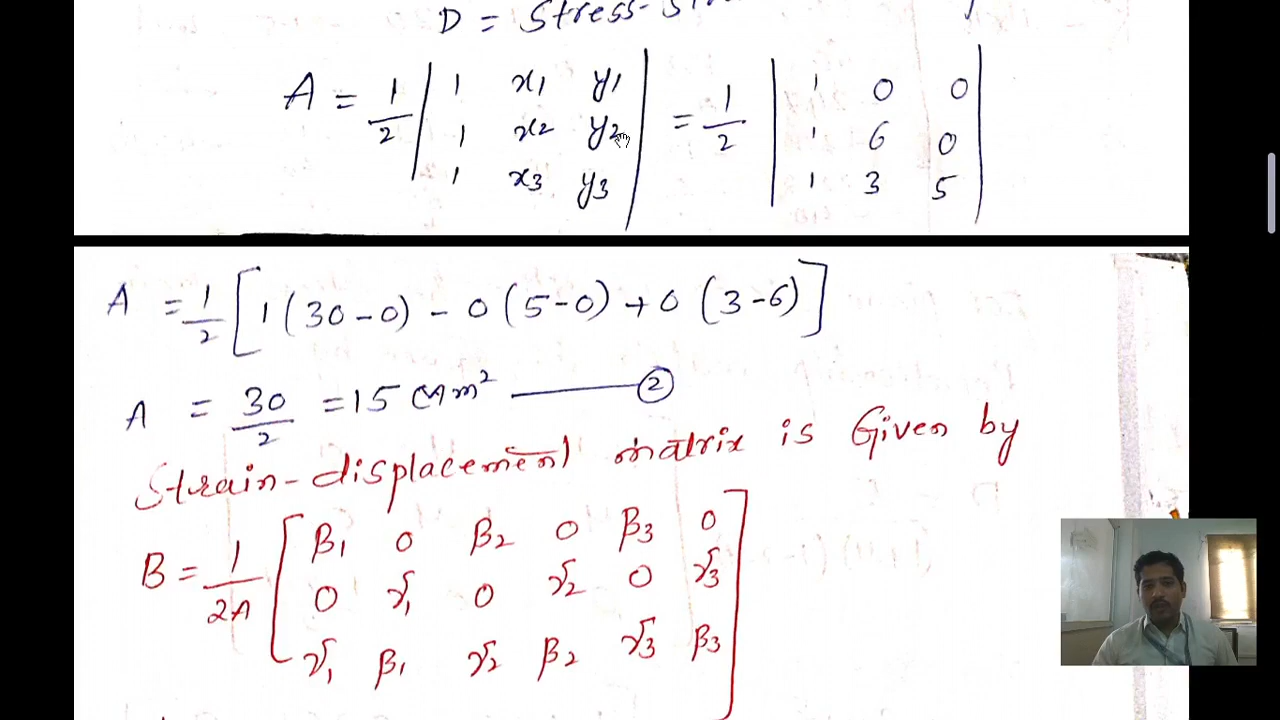 D = Stress-
A = 1/2 | 1 x1 y1 | = 1/2 | 1 0 0 |
| 1 x2 y2 | | 1 6 0 |
| 1 x3 y3 | | 1 3 5 |
A = 1/2 [ 1(30-0) - 0(5-0) + 0(3-6) ]
A = 30/2 = 15 cm² ——— ②
Strain-displacement matrix is Given by
B = 1/2A [ β1 0 β2 0 β3 0
0 γ1 0 γ2 0 γ3
γ1 β1 γ2 β2 γ3 β3 ]